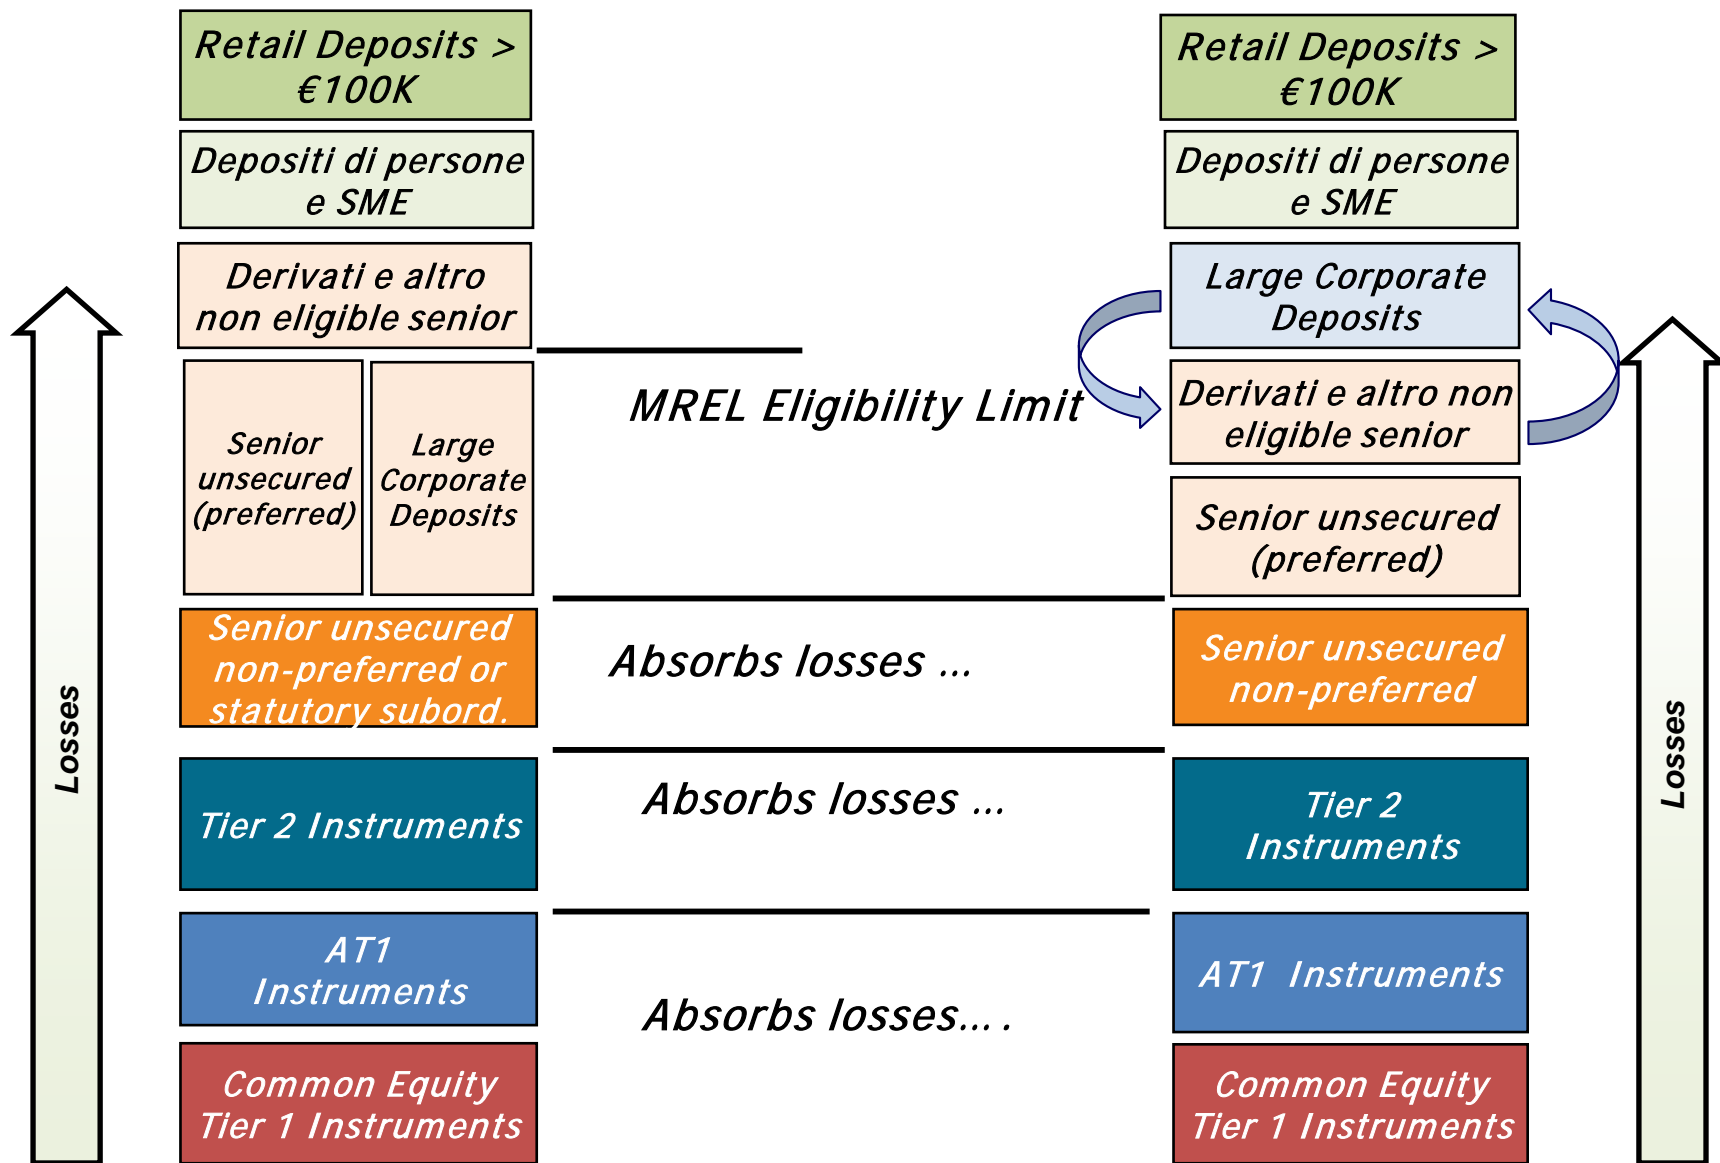 Retail Deposits >
€100K
Depositi di persone
e SME
Derivati e altro
non eligible senior
Senior
unsecured
(preferred)
Large
Corporate
Deposits
Senior unsecured
non-preferred or
statutory subord.
Tier 2 Instruments
AT1
Instruments
Common Equity
Tier 1 Instruments
Losses
MREL Eligibility Limit
Absorbs losses ...
Absorbs losses ...
Absorbs losses... .
Retail Deposits >
€100K
Depositi di persone
e SME
Large Corporate
Deposits
Derivati e altro non
eligible senior
Senior unsecured
(preferred)
Senior unsecured
non-preferred
Tier 2
Instruments
AT1 Instruments
Common Equity
Tier 1 Instruments
Losses